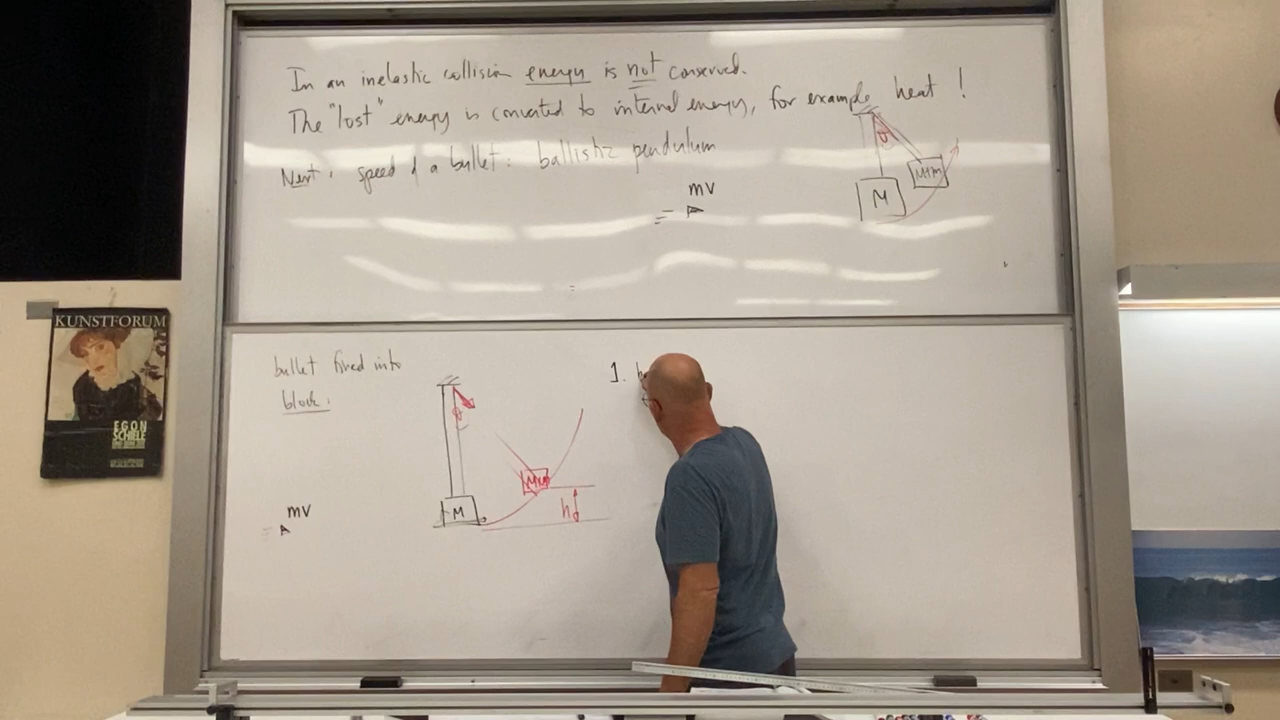 In an inelastic collision energy is not conserved.
The "lost" energy is converted to internal energy, for example heat !
Next : speed of a bullet : ballistic pendulum
mv
M
M+m
bullet fired into
block.
1.
mv
M
h
KUNSTFORUM
EGON
SCHIELE